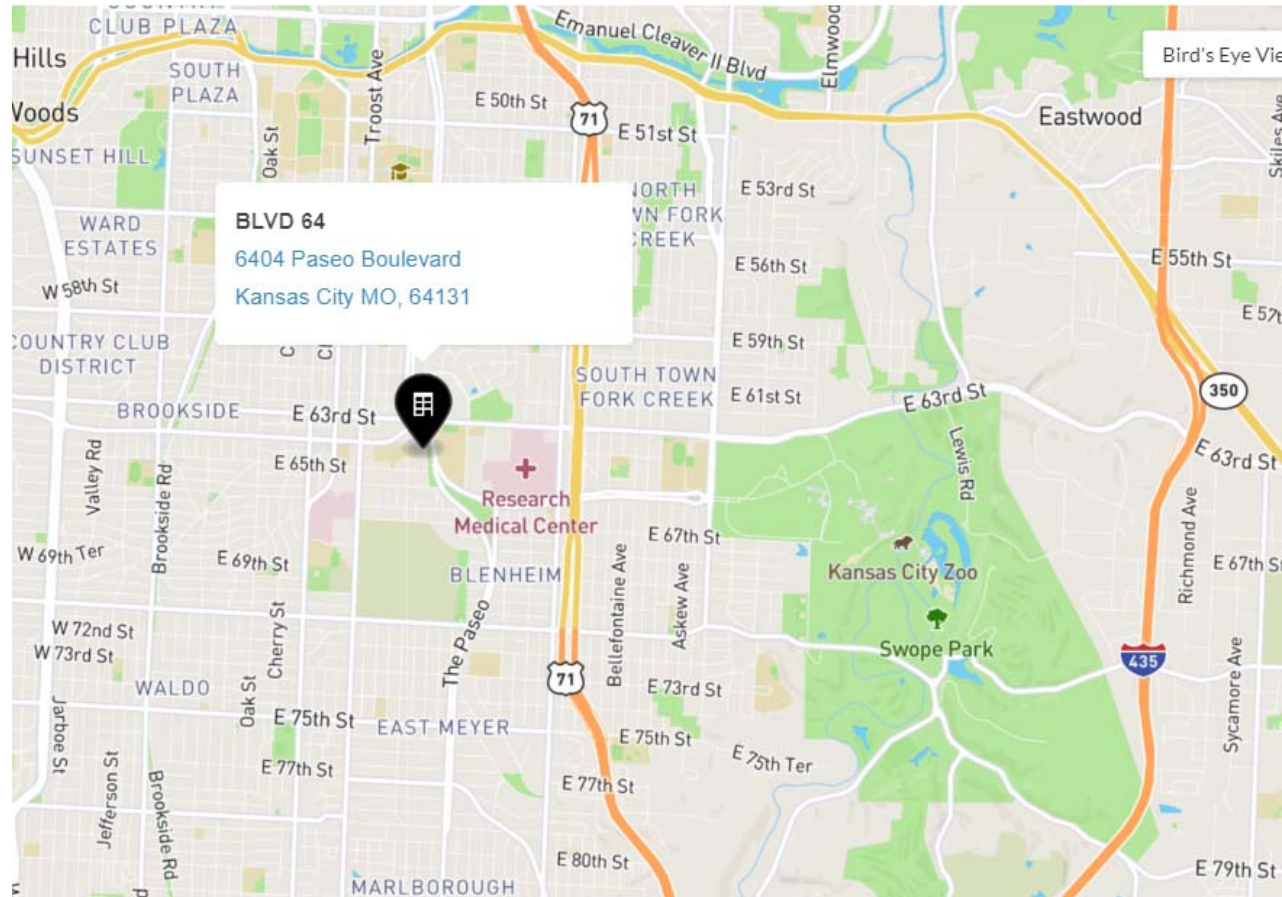 COUNTRY
CLUB PLAZA
Hills
SOUTH
PLAZA
Woods
SUNSET HILL
Oak St
Troost Ave
Emanuel Cleaver II Blvd
Elmwood
Bird's Eye Vie
E 50th St
71
E 51st St
Eastwood
Skiles Ave
WARD
ESTATES
BLVD 64
6404 Paseo Boulevard
Kansas City MO, 64131
NORTH
WN FORK
CREEK
E 53rd St
W 58th St
E 56th St
E 55th St
E 57t
COUNTRY CLUB
DISTRICT
E 59th St
SOUTH TOWN
FORK CREEK
E 61st St
350
BROOKSIDE
E 63rd St
E 63rd St
E 63rd St
Valley Rd
Brookside Rd
E 65th St
Research
Medical Center
Lewis Rd
Richmond Ave
W 69th Ter
E 69th St
E 67th St
E 67th St
BLENHEIM
Kansas City Zoo
Bellefontaine Ave
Askew Ave
W 72nd St
W 73rd St
Cherry St
The Paseo
Swope Park
435
WALDO
Oak St
71
E 73rd St
Sycamore Ave
Jarboe St
E 75th St
EAST MEYER
E 75th St
E 75th Ter
Jefferson St
Brookside Rd
E 77th St
E 77th St
E 80th St
E 79th St
MARLBOROUGH